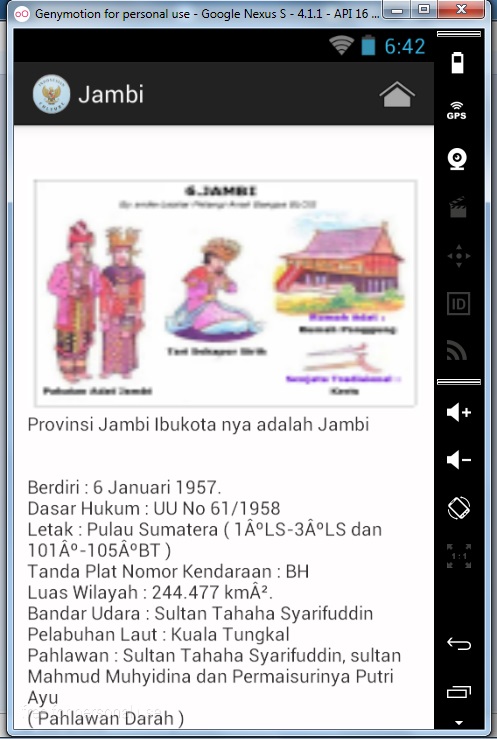 Genymotion for personal use - Google Nexus S - 4.1.1 - API 16 ...
6:42
Jambi
GPS
ID
1:1
6.JAMBI
Tari Sekapur Sirih
Rumah Adat :
Rumah Panggung
Senjata Tradisional :
Keris
Pakaian Adat Jambi
Provinsi Jambi Ibukota nya adalah Jambi
Berdiri : 6 Januari 1957.
Dasar Hukum : UU No 61/1958
Letak : Pulau Sumatera ( 1ÂºLS-3ÂºLS dan
101Âº-105ÂºBT )
Tanda Plat Nomor Kendaraan : BH
Luas Wilayah : 244.477 kmÂ².
Bandar Udara : Sultan Tahaha Syarifuddin
Pelabuhan Laut : Kuala Tungkal
Pahlawan : Sultan Tahaha Syarifuddin, sultan
Mahmud Muhyidina dan Permaisurinya Putri
Ayu
( Pahlawan Darah )